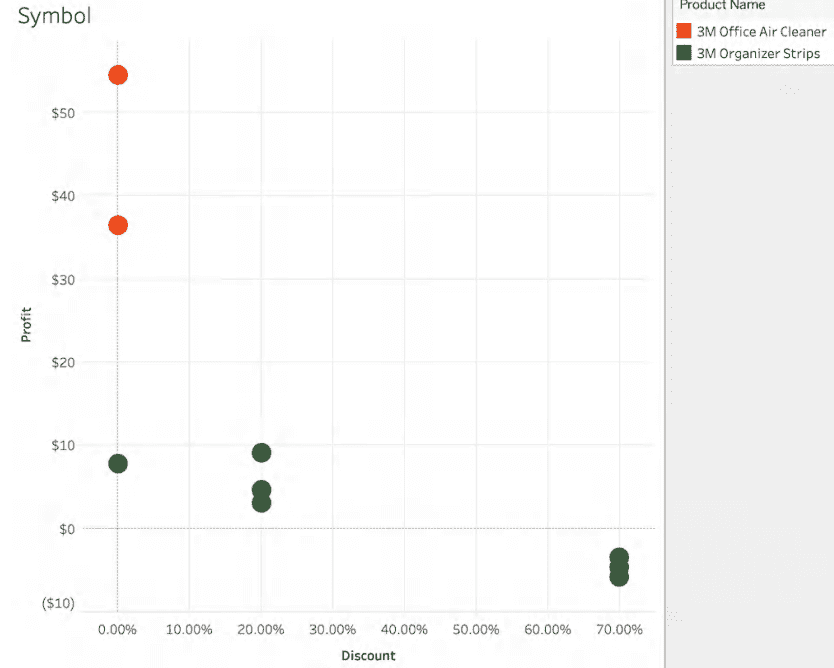 Symbol
Product Name
3M Office Air Cleaner
3M Organizer Strips
$50
$40
$30
$20
$10
$0
($10)
Profit
0.00% 10.00% 20.00% 30.00% 40.00% 50.00% 60.00% 70.00%
Discount